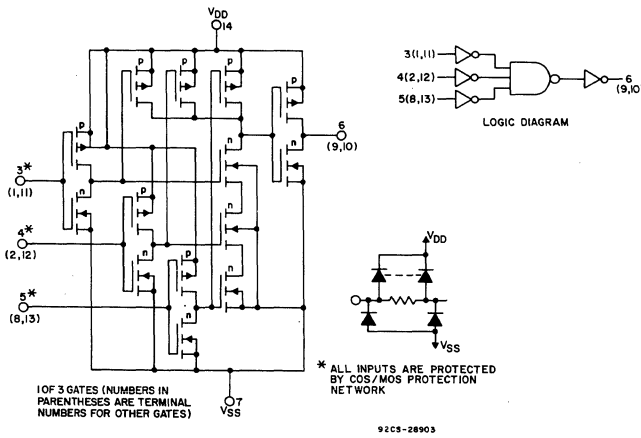 VDD
14
p
p
p
p
p
n
p
n
n
n
p
n
n
p
n
6
(9,10)
3*
(1,11)
4*
(2,12)
5*
(8,13)
7
VSS
1 OF 3 GATES (NUMBERS IN
PARENTHESES ARE TERMINAL
NUMBERS FOR OTHER GATES)
3(1,11)
4(2,12)
5(8,13)
6
(9,10
LOGIC DIAGRAM
VDD
VSS
* ALL INPUTS ARE PROTECTED
BY COS/MOS PROTECTION
NETWORK
92CS-28903